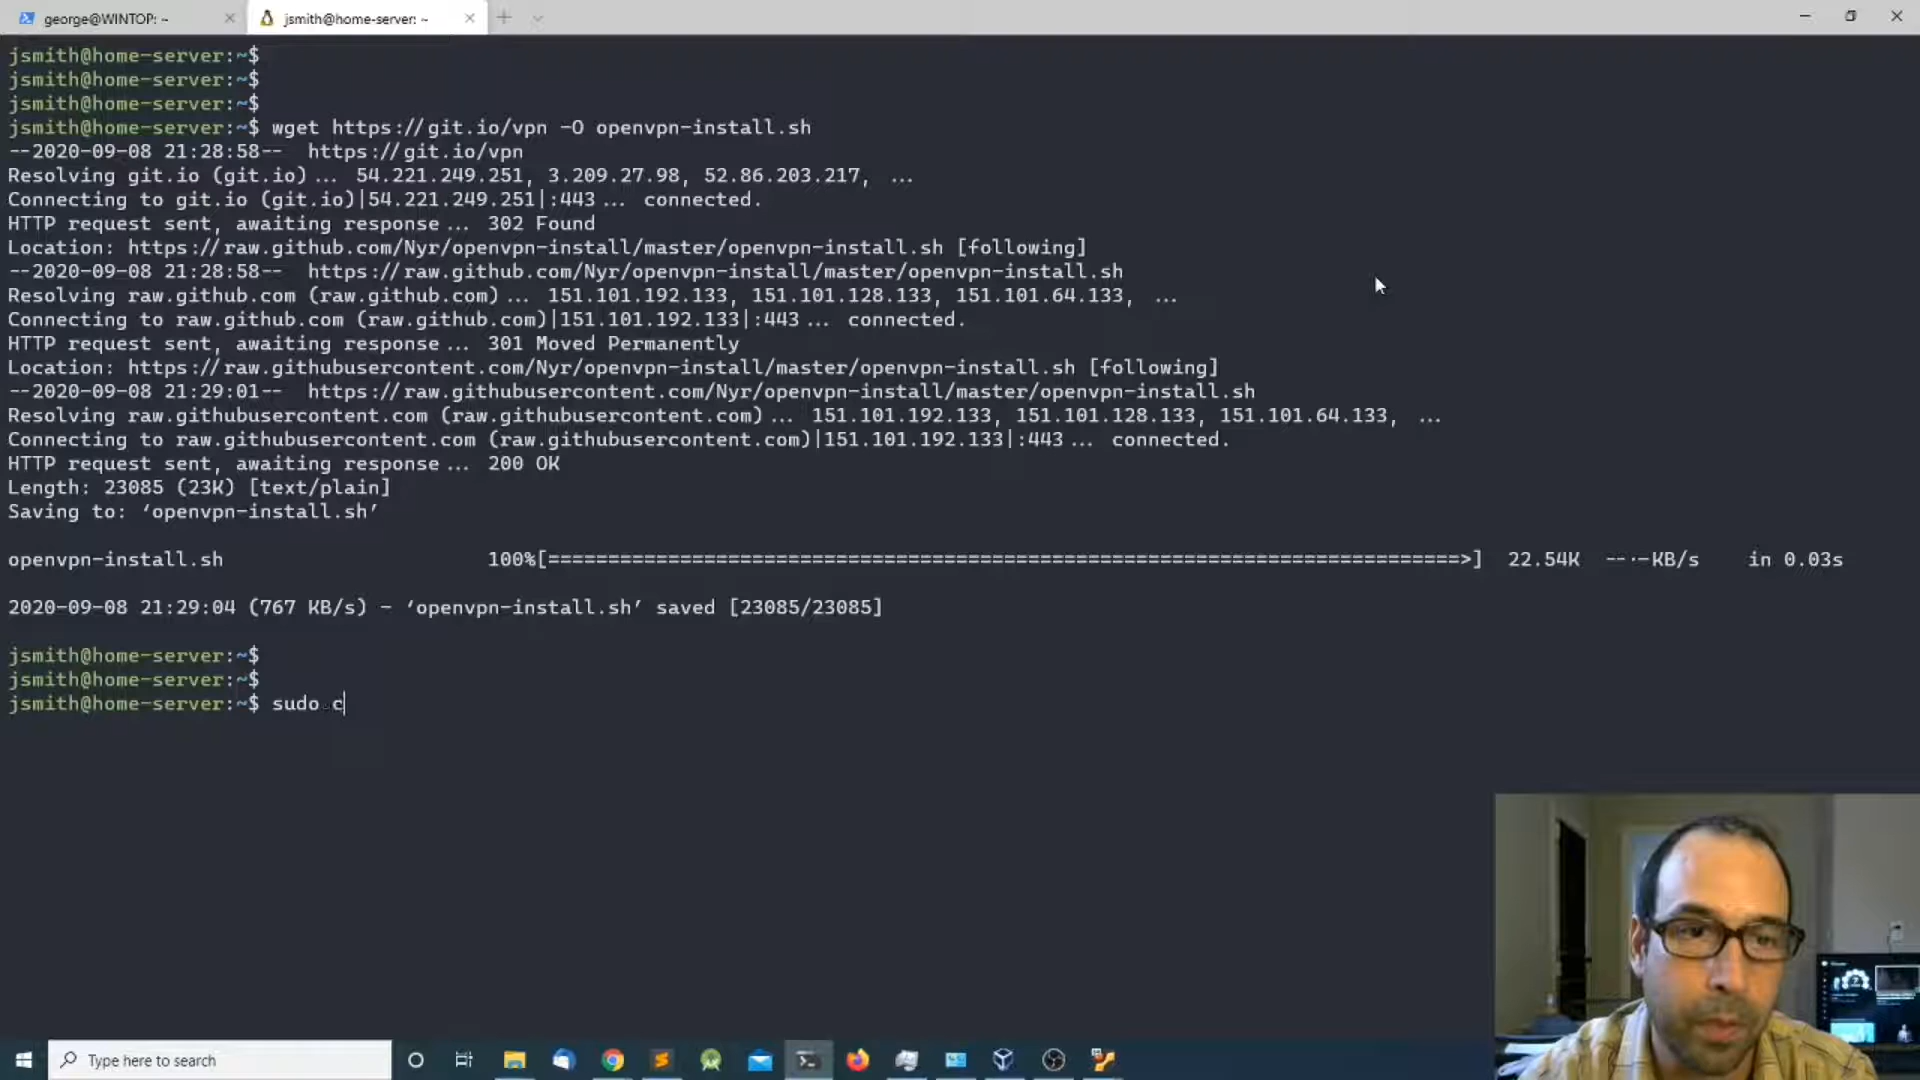 george@WINTOP: ~
jsmith@home-server: ~
jsmith@home-server:~$
jsmith@home-server:~$
jsmith@home-server:~$
jsmith@home-server:~$ wget https://git.io/vpn -O openvpn-install.sh
--2020-09-08 21:28:58--  https://git.io/vpn
Resolving git.io (git.io)... 54.221.249.251, 3.209.27.98, 52.86.203.217, ...
Connecting to git.io (git.io)|54.221.249.251|:443... connected.
HTTP request sent, awaiting response... 302 Found
Location: https://raw.github.com/Nyr/openvpn-install/master/openvpn-install.sh [following]
--2020-09-08 21:28:58--  https://raw.github.com/Nyr/openvpn-install/master/openvpn-install.sh
Resolving raw.github.com (raw.github.com)... 151.101.192.133, 151.101.128.133, 151.101.64.133, ...
Connecting to raw.github.com (raw.github.com)|151.101.192.133|:443... connected.
HTTP request sent, awaiting response... 301 Moved Permanently
Location: https://raw.githubusercontent.com/Nyr/openvpn-install/master/openvpn-install.sh [following]
--2020-09-08 21:29:01--  https://raw.githubusercontent.com/Nyr/openvpn-install/master/openvpn-install.sh
Resolving raw.githubusercontent.com (raw.githubusercontent.com)... 151.101.192.133, 151.101.128.133, 151.101.64.133, ...
Connecting to raw.githubusercontent.com (raw.githubusercontent.com)|151.101.192.133|:443... connected.
HTTP request sent, awaiting response... 200 OK
Length: 23085 (23K) [text/plain]
Saving to: ‘openvpn-install.sh’
openvpn-install.sh 100%[============================================================================>] 22.54K --.-KB/s in 0.03s
2020-09-08 21:29:04 (767 KB/s) - ‘openvpn-install.sh’ saved [23085/23085]
jsmith@home-server:~$
jsmith@home-server:~$
jsmith@home-server:~$ sudo c
Type here to search